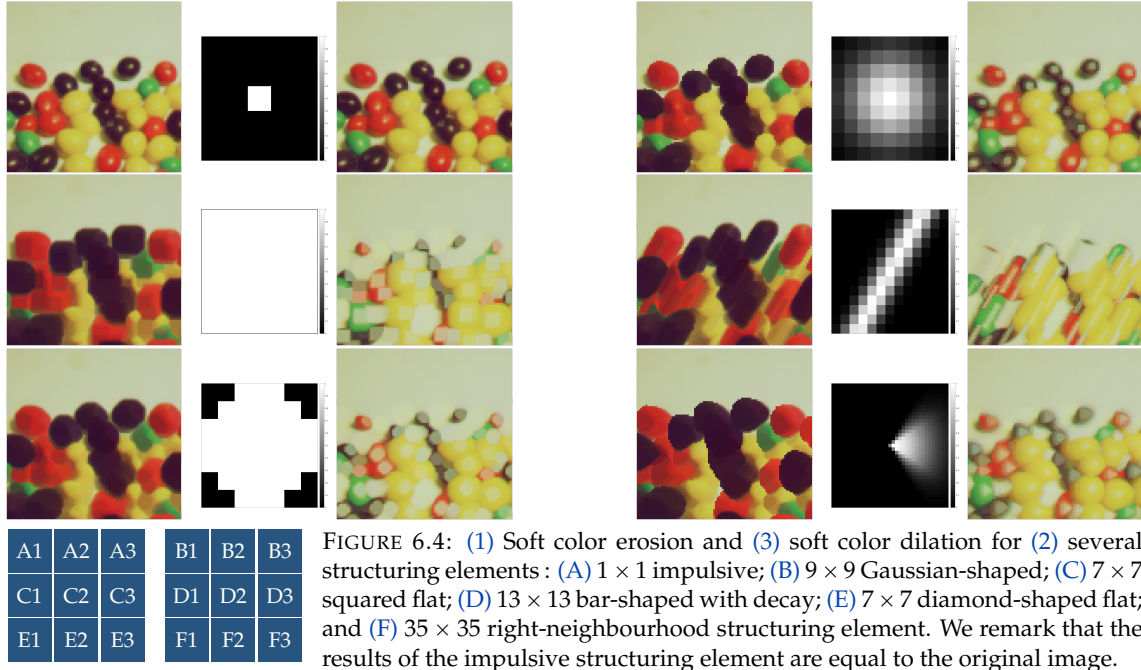 A1 A2 A3 B1 B2 B3
C1 C2 C3 D1 D2 D3
E1 E2 E3 F1 F2 F3
FIGURE 6.4: (1) Soft color erosion and (3) soft color dilation for (2) several
structuring elements : (A) 1 × 1 impulsive; (B) 9 × 9 Gaussian-shaped; (C) 7 × 7
squared flat; (D) 13 × 13 bar-shaped with decay; (E) 7 × 7 diamond-shaped flat;
and (F) 35 × 35 right-neighbourhood structuring element. We remark that the
results of the impulsive structuring element are equal to the original image.